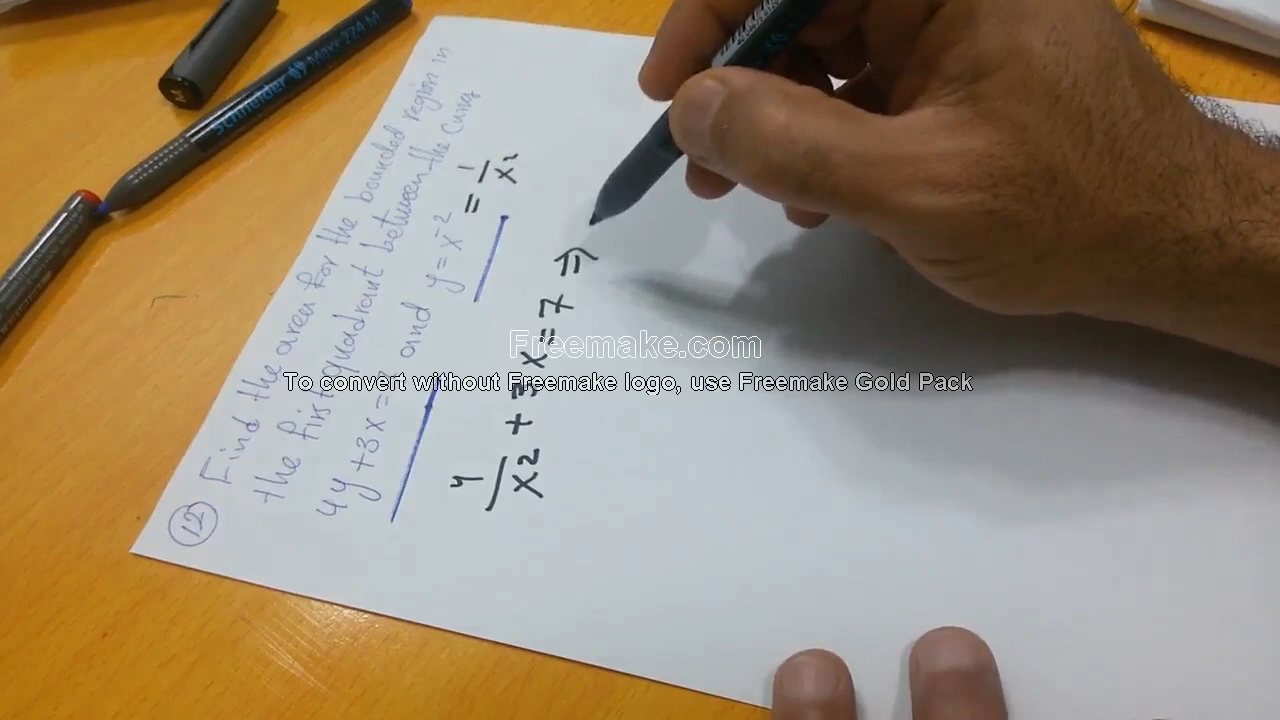 12 Find the area for the bounded region in
the first quadrant between the curves
4y+3x=7 and y=x^-2 = 1/x²
4/x² + 3x = 7 ⇒
Schneider Maxx 224 M
Freemake.com
To convert without Freemake logo, use Freemake Gold Pack